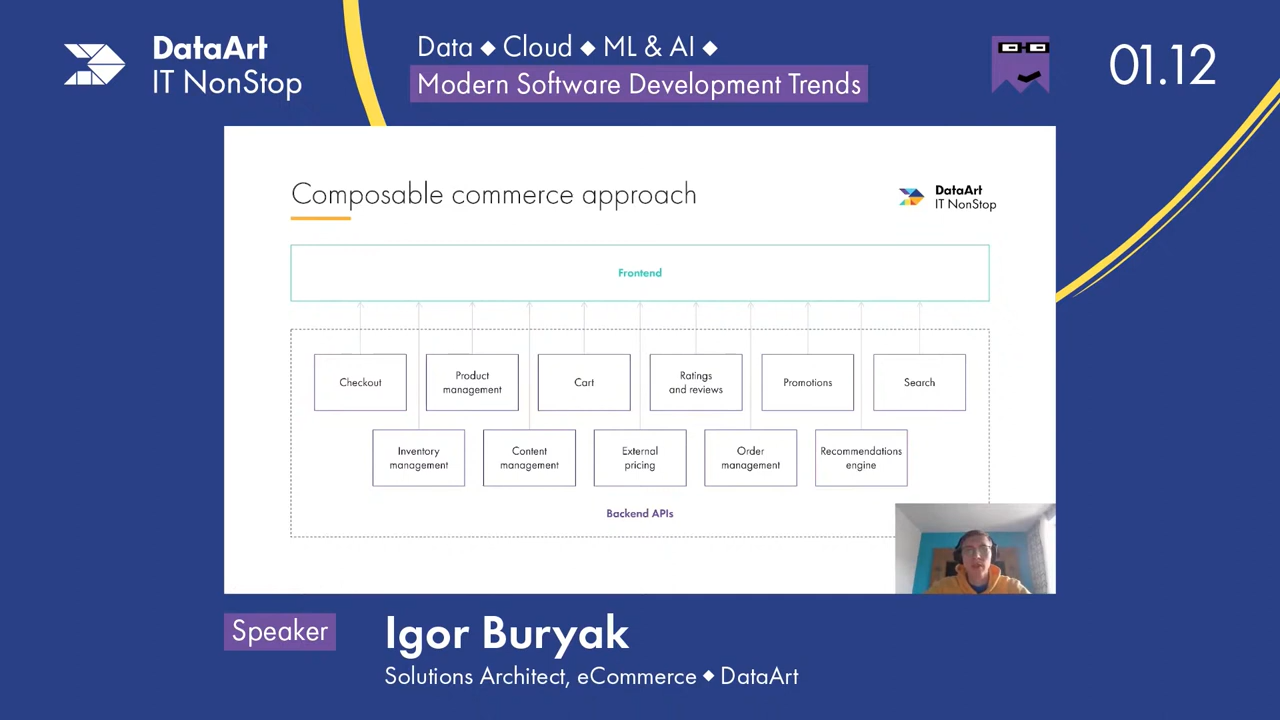 DataArt
IT NonStop
Data ◆ Cloud ◆ ML & AI ◆
Modern Software Development Trends
01.12
Composable commerce approach
DataArt
IT NonStop
Frontend
Checkout
Product
management
Cart
Ratings
and reviews
Promotions
Search
Inventory
management
Content
management
External
pricing
Order
management
Recommendations
engine
Backend APIs
Speaker
Igor Buryak
Solutions Architect, eCommerce ◆ DataArt